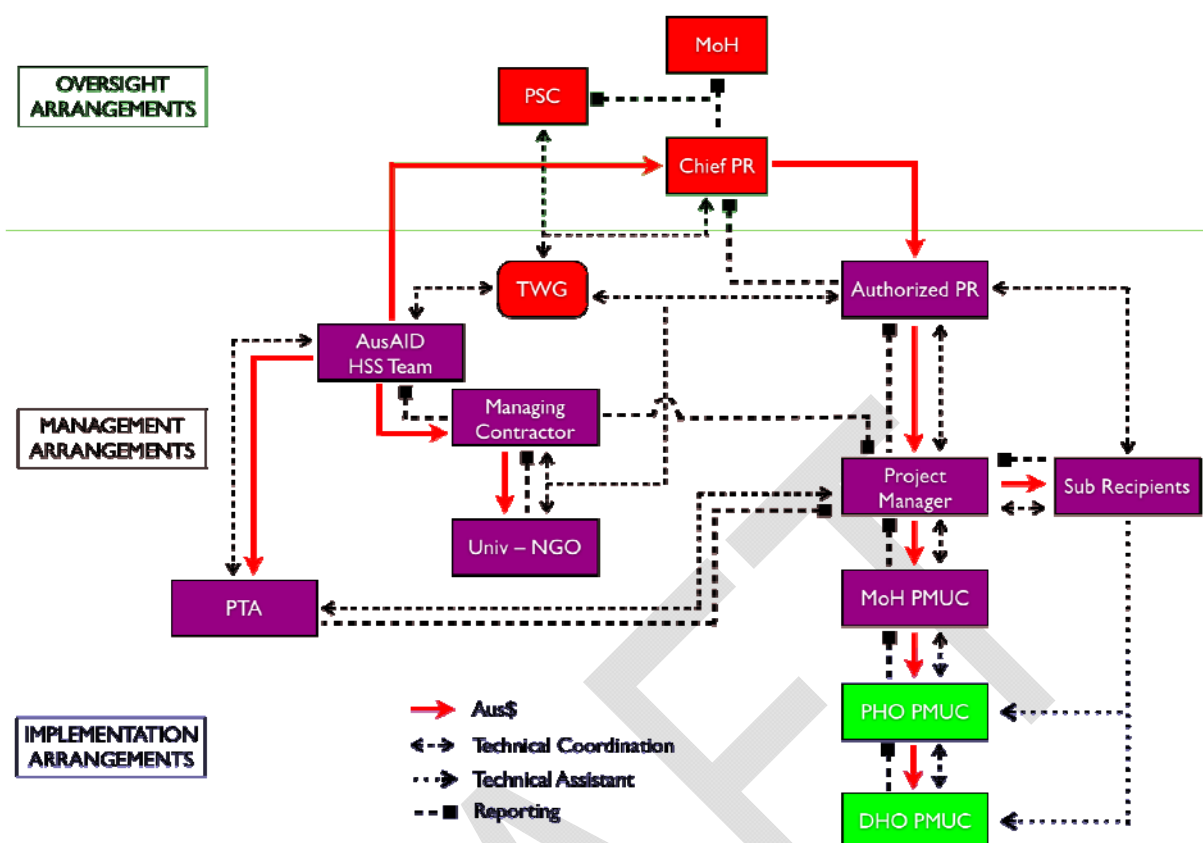 MoH
OVERSIGHT
ARRANGEMENTS
PSC
Chief PR
TWG
Authorized PR
AusAID
HSS Team
Managing
Contractor
MANAGEMENT
ARRANGEMENTS
Project
Manager
Sub Recipients
Univ – NGO
PTA
MoH PMUC
Aus$
PHO PMUC
IMPLEMENTATION
ARRANGEMENTS
Technical Coordination
Technical Assistant
Reporting
DHO PMUC